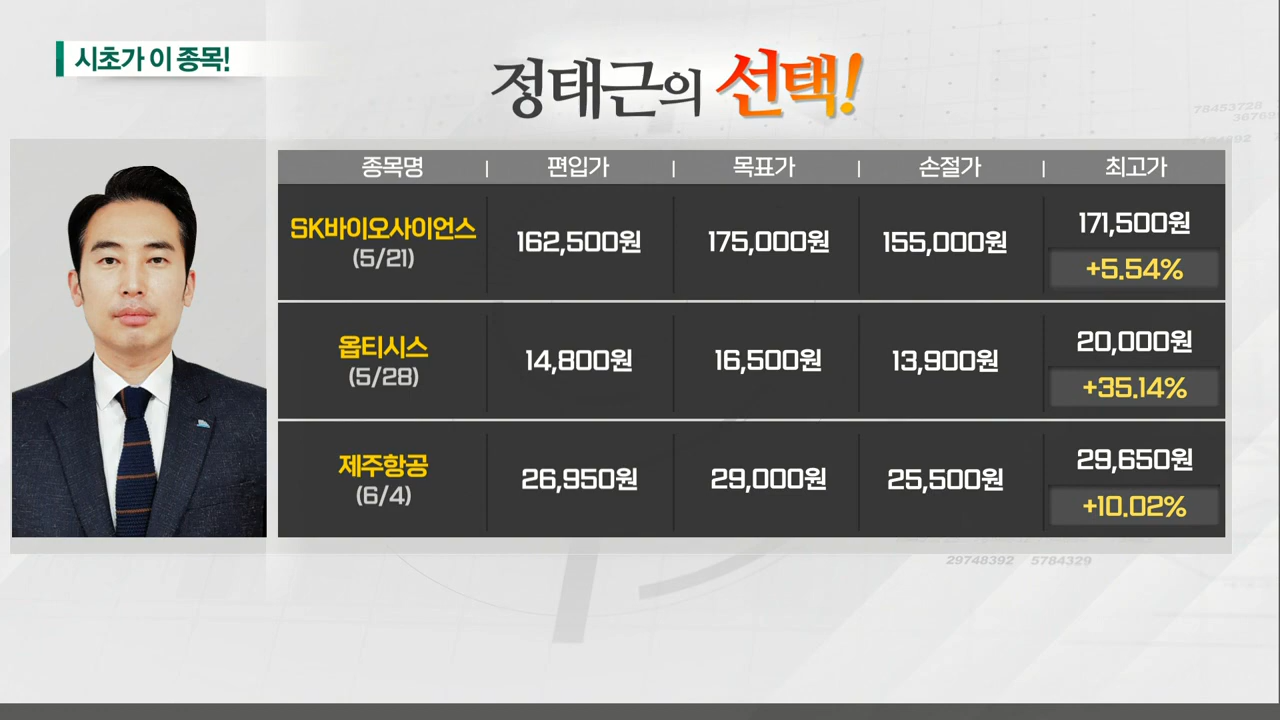 시초가 이 종목!
정태근의 선택!
종목명 | 편입가 | 목표가 | 손절가 | 최고가
SK바이오사이언스 162,500원 175,000원 155,000원 171,500원
(5/21) +5.54%
옵티시스 14,800원 16,500원 13,900원 20,000원
(5/28) +35.14%
제주항공 26,950원 29,000원 25,500원 29,650원
(6/4) +10.02%
78453728
29748392 5784329